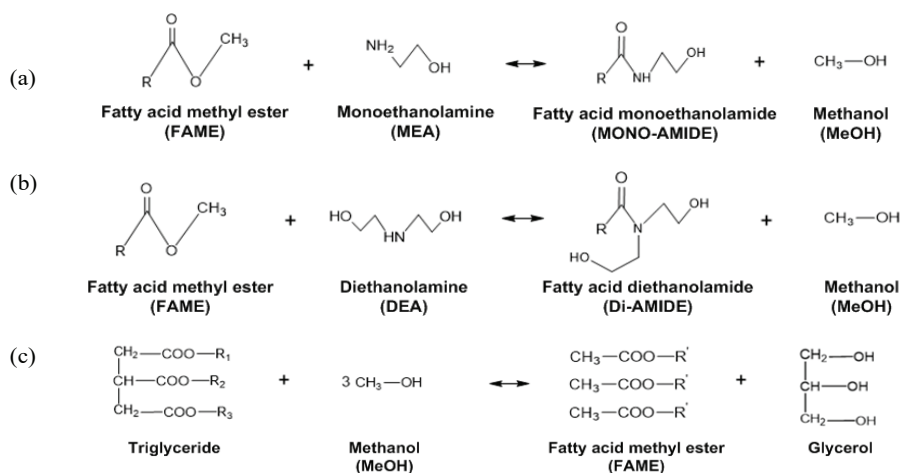 (a)
O
CH3
R
O
+
NH2
OH
O
R
NH
OH
+
CH3—OH
Fatty acid methyl ester
(FAME)
Monoethanolamine
(MEA)
Fatty acid monoethanolamide
(MONO-AMIDE)
Methanol
(MeOH)
(b)
O
CH3
R
O
+
HO
HN
OH
O
R
N
OH
HO
+
CH3—OH
Fatty acid methyl ester
(FAME)
Diethanolamine
(DEA)
Fatty acid diethanolamide
(Di-AMIDE)
Methanol
(MeOH)
(c)
CH2—COO—R1
CH—COO—R2
CH2—COO—R3
+
3 CH3—OH
CH3—COO—R'
CH3—COO—R'
CH3—COO—R'
+
CH2—OH
CH—OH
CH2—OH
Triglyceride
Methanol
(MeOH)
Fatty acid methyl ester
(FAME)
Glycerol